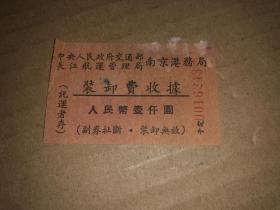 中央人民政府交通部
長江航運管理局
南京港務局
裝卸費收據
人民幣壹仟圓
(副券扯斷·裝卸無效)
(託運者存)